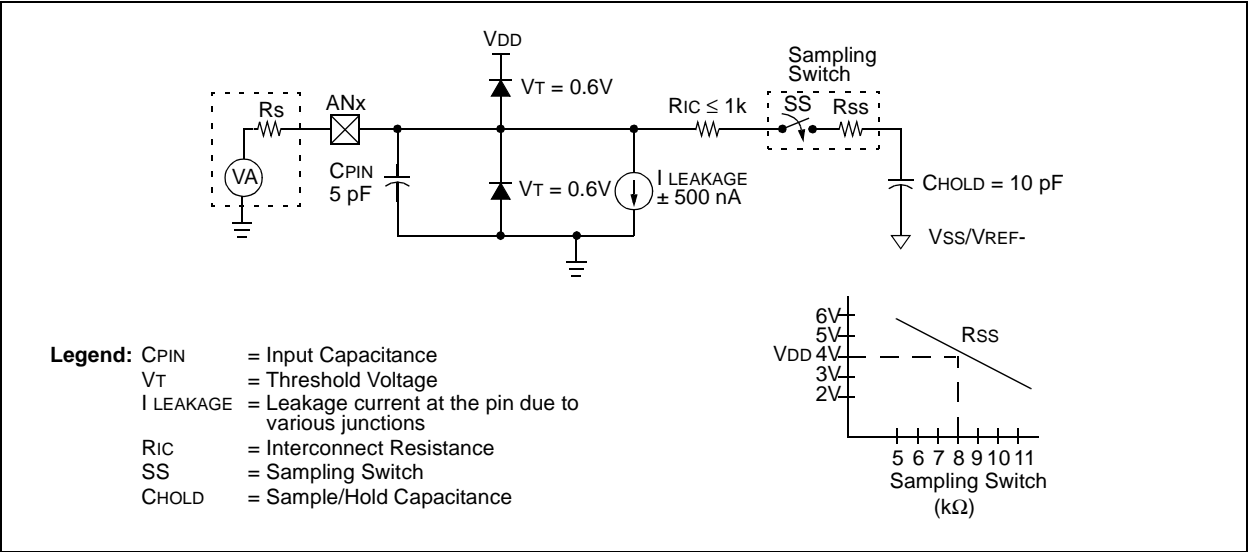 VDD
Sampling
Switch
VT = 0.6V
RS
ANx
RIC ≤ 1k
SS
RSS
VA
CPIN
5 pF
VT = 0.6V
I LEAKAGE
± 500 nA
CHOLD = 10 pF
VSS/VREF-
Legend: CPIN = Input Capacitance
VT = Threshold Voltage
I LEAKAGE = Leakage current at the pin due to
various junctions
RIC = Interconnect Resistance
SS = Sampling Switch
CHOLD = Sample/Hold Capacitance
6V
5V
RSS
VDD 4V
3V
2V
5 6 7 8 9 10 11
Sampling Switch
(kΩ)